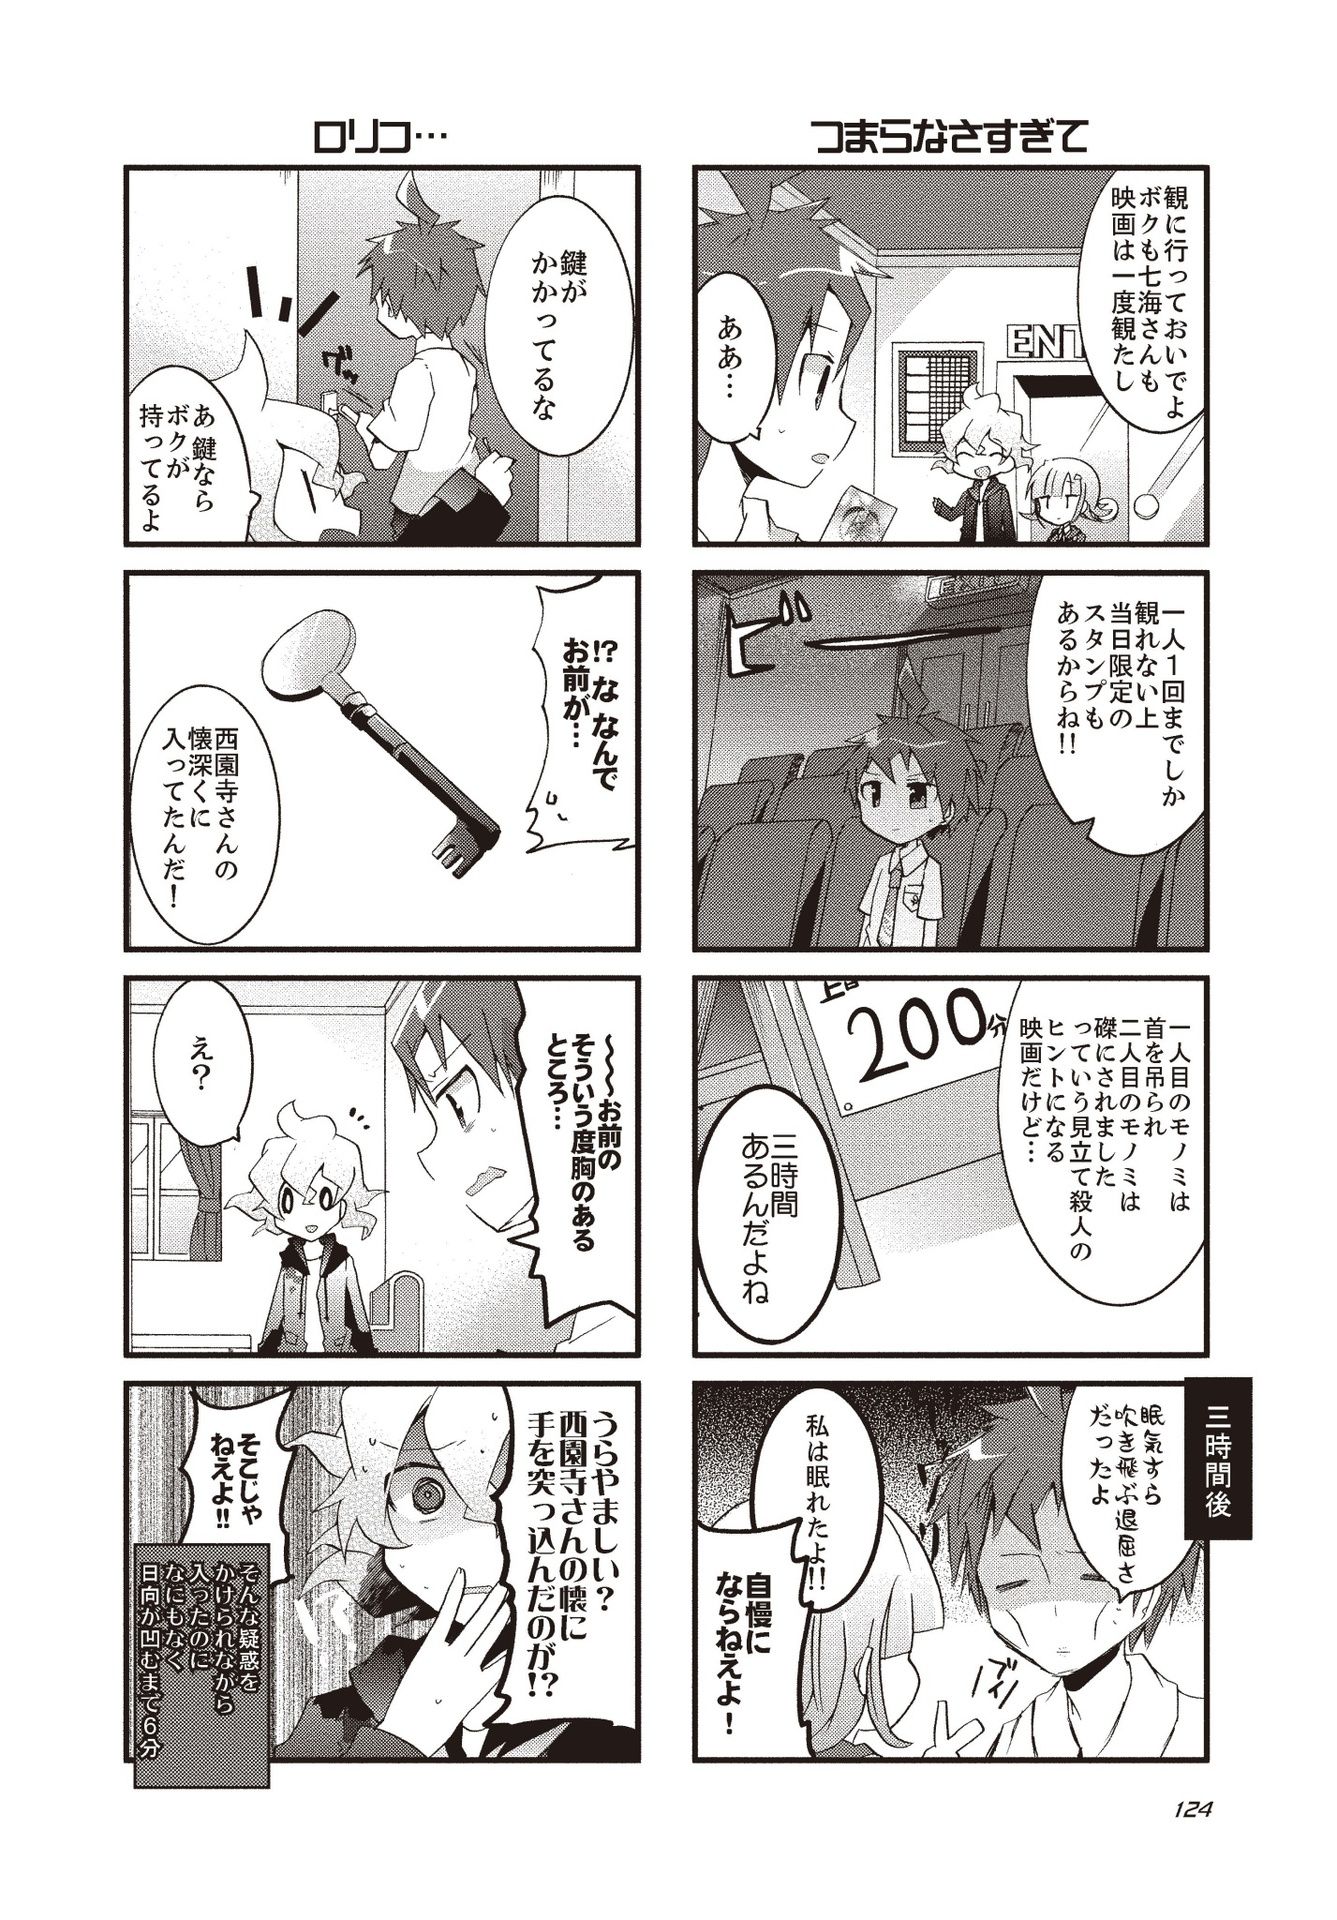 つまらなさすぎて
観に行っておいでよ
ボクも七海さんも
映画は一度観たし
ああ…
ENT
一人1回までしか
観れない上
当日限定の
スタンプも
あるからね!!
ビー
EXIT
一人目のモノミは
首を吊られ
二人目のモノミは
磔にされました
っていう見立て殺人の
ヒントになる
映画だけど…
200分
三時間
あるんだよね
三時間後
眠気すら
吹き飛ぶ退屈さ
だったよ
私は眠れたよ!!
ブイ
自慢に
ならねえよ!
ロリコ…
鍵が
かかってるな
グッ
あ 鍵なら
ボクが
持ってるよ
!? な なんで
お前が…
西園寺さんの
懐深くに
入ってたんだ!
〜〜〜お前の
そういう度胸のある
ところ…
え?
うらやましい?
西園寺さんの懐に
手を突っ込んだのが!?
そこじゃ
ねえよ!!
そんな疑惑を
かけられながら
入ったのに
なにもなく
日向が凹むまで6分
124